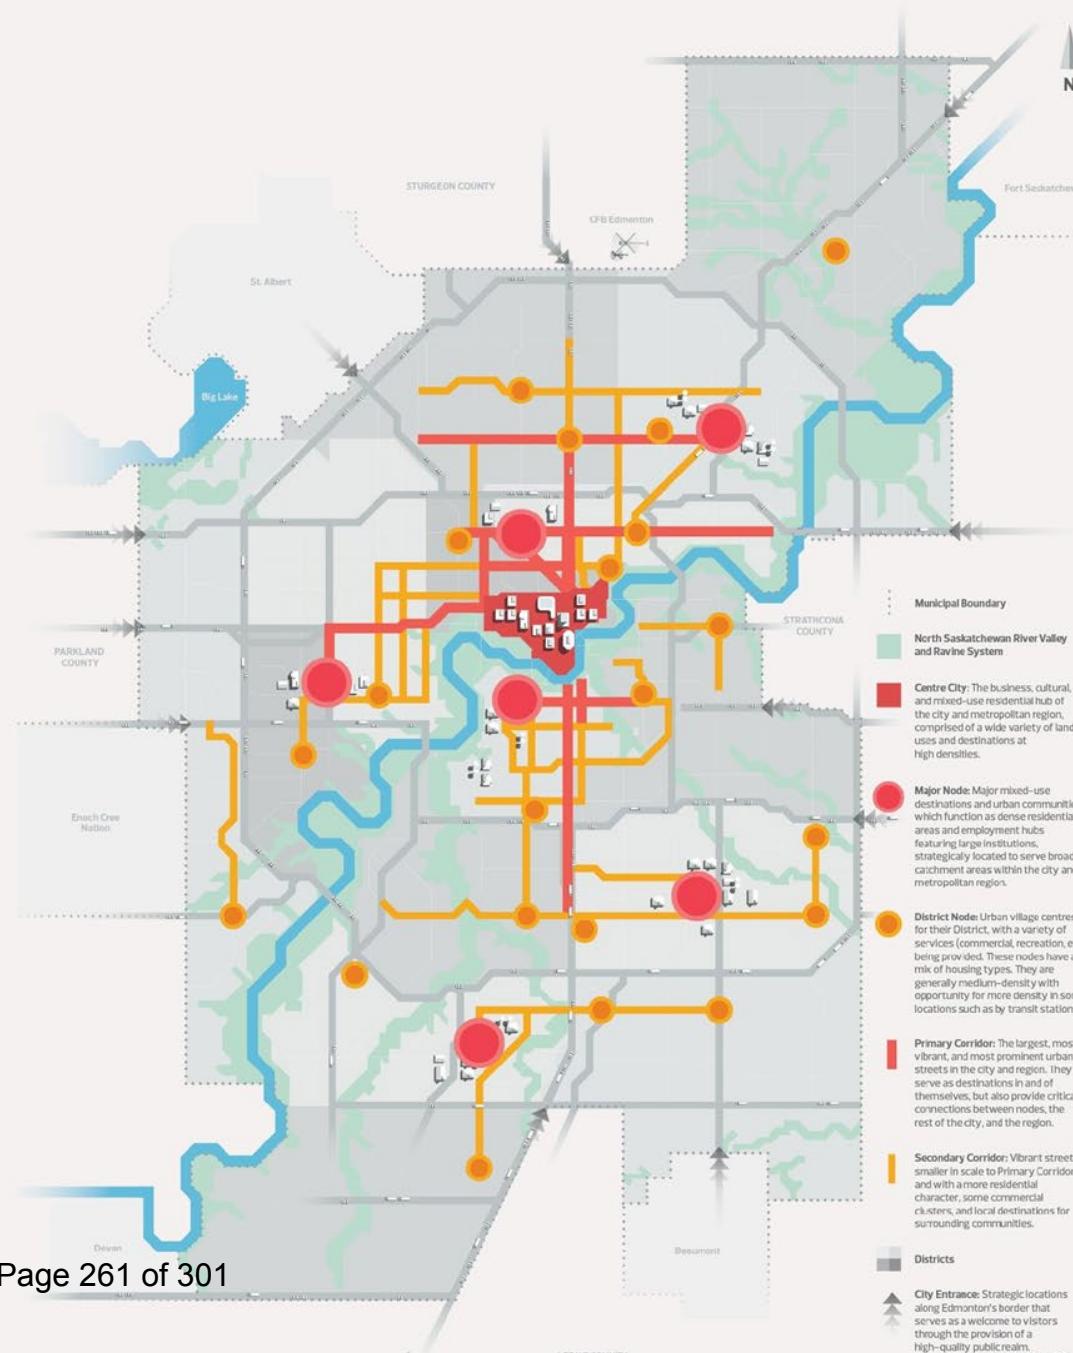 N
STURGEON COUNTY
CFB Edmonton
Fort Saskatchew
St. Albert
Big Lake
STRATHCONA
COUNTY
PARKLAND
COUNTY
Enoch Cree
Nation
Devon
Beaumont
Page 261 of 301
Municipal Boundary
North Saskatchewan River Valley
and Ravine System
Centre City: The business, cultural,
and mixed-use residential hub of
the city and metropolitan region,
comprised of a wide variety of land
uses and destinations at
high densities.
Major Node: Major mixed-use
destinations and urban communitie
which function as dense residential
areas and employment hubs
featuring large institutions,
strategically located to serve broad
catchment areas within the city and
metropolitan region.
District Node: Urban village centres
for their District, with a variety of
services (commercial, recreation, e
being provided. These nodes have a
mix of housing types. They are
generally medium-density with
opportunity for more density in som
locations such as by transit station
Primary Corridor: The largest, mos
vibrant, and most prominent urban
streets in the city and region. They
serve as destinations in and of
themselves, but also provide critica
connections between nodes, the
rest of the city, and the region.
Secondary Corridor: Vibrant street
smaller in scale to Primary Corridor
and with a more residential
character, some commercial
clusters, and local destinations for
surrounding communities.
Districts
City Entrance: Strategic locations
along Edmonton's border that
serves as a welcome to visitors
through the provision of a
high-quality public realm.